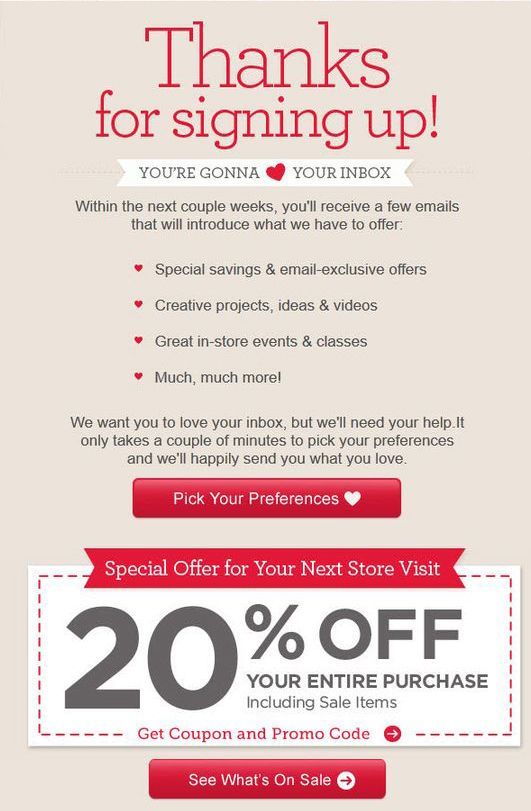 Thanks
for signing up!
YOU'RE GONNA YOUR INBOX
Within the next couple weeks, you'll receive a few emails
that will introduce what we have to offer:
Special savings & email-exclusive offers
Creative projects, ideas & videos
Great in-store events & classes
Much, much more!
We want you to love your inbox, but we'll need your help.It
only takes a couple of minutes to pick your preferences
and we'll happily send you what you love.
Pick Your Preferences
Special Offer for Your Next Store Visit
20% OFF
YOUR ENTIRE PURCHASE
Including Sale Items
Get Coupon and Promo Code
See What's On Sale